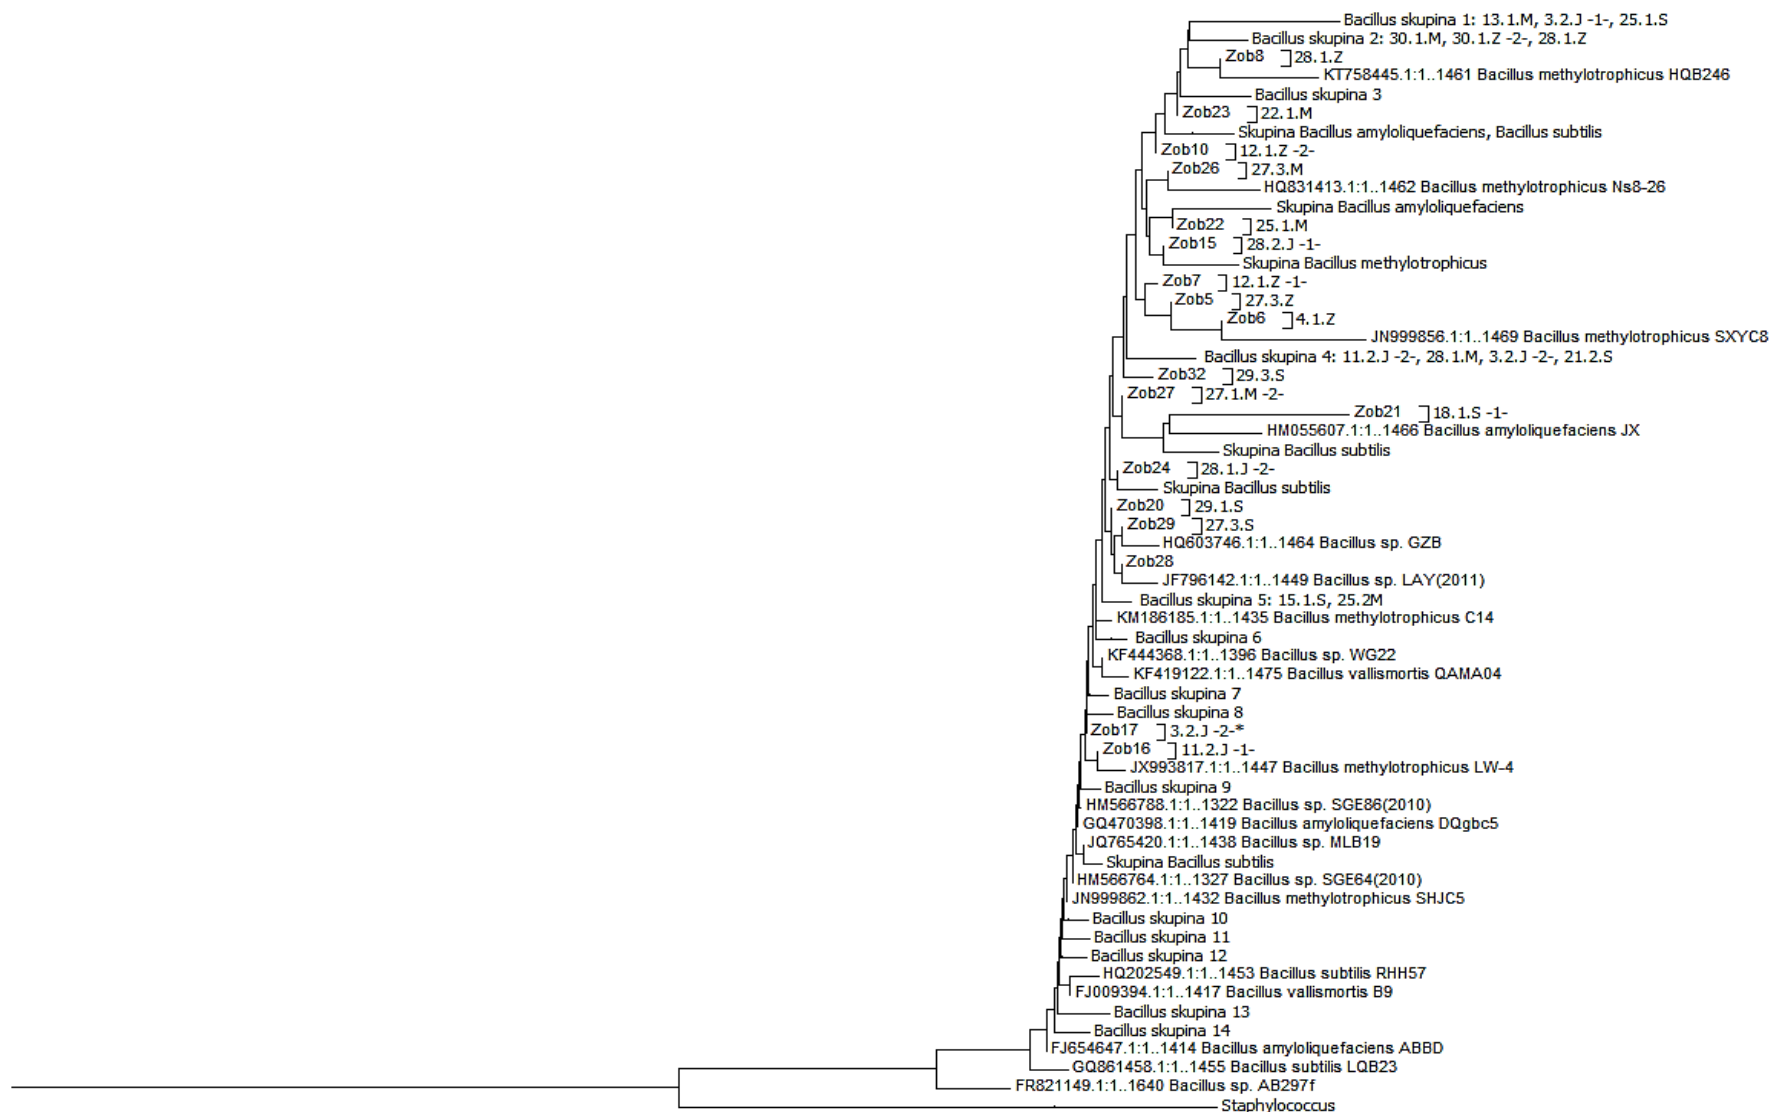 Bacillus skupina 1: 13.1.M, 3.2.J -1-, 25.1.S
Bacillus skupina 2: 30.1.M, 30.1.Z -2-, 28.1.Z
Zob8 28.1.Z
KT758445.1:1..1461 Bacillus methylotrophicus HQB246
Bacillus skupina 3
Zob23 22.1.M
Skupina Bacillus amyloliquefaciens, Bacillus subtilis
Zob10 12.1.Z -2-
Zob26 27.3.M
HQ831413.1:1..1462 Bacillus methylotrophicus Ns8-26
Skupina Bacillus amyloliquefaciens
Zob22 25.1.M
Zob15 28.2.J -1-
Skupina Bacillus methylotrophicus
Zob7 12.1.Z -1-
Zob5 27.3.Z
Zob6 4.1.Z
JN999856.1:1..1469 Bacillus methylotrophicus SXYC8
Bacillus skupina 4: 11.2.J -2-, 28.1.M, 3.2.J -2-, 21.2.S
Zob32 29.3.S
Zob27 27.1.M -2-
Zob21 18.1.S -1-
HM055607.1:1..1466 Bacillus amyloliquefaciens JX
Skupina Bacillus subtilis
Zob24 28.1.J -2-
Skupina Bacillus subtilis
Zob20 29.1.S
Zob29 27.3.S
HQ603746.1:1..1464 Bacillus sp. GZB
Zob28
JF796142.1:1..1449 Bacillus sp. LAY(2011)
Bacillus skupina 5: 15.1.S, 25.2M
KM186185.1:1..1435 Bacillus methylotrophicus C14
Bacillus skupina 6
KF444368.1:1..1396 Bacillus sp. WG22
KF419122.1:1..1475 Bacillus vallismortis QAMA04
Bacillus skupina 7
Bacillus skupina 8
Zob17 3.2.J -2-*
Zob16 11.2.J -1-
JX993817.1:1..1447 Bacillus methylotrophicus LW-4
Bacillus skupina 9
HM566788.1:1..1322 Bacillus sp. SGE86(2010)
GQ470398.1:1..1419 Bacillus amyloliquefaciens DQgbc5
JQ765420.1:1..1438 Bacillus sp. MLB19
Skupina Bacillus subtilis
HM566764.1:1..1327 Bacillus sp. SGE64(2010)
JN999862.1:1..1432 Bacillus methylotrophicus SHJC5
Bacillus skupina 10
Bacillus skupina 11
Bacillus skupina 12
HQ202549.1:1..1453 Bacillus subtilis RHH57
FJ009394.1:1..1417 Bacillus vallismortis B9
Bacillus skupina 13
Bacillus skupina 14
FJ654647.1:1..1414 Bacillus amyloliquefaciens ABBD
GQ861458.1:1..1455 Bacillus subtilis LQB23
FR821149.1:1..1640 Bacillus sp. AB297f
Staphylococcus